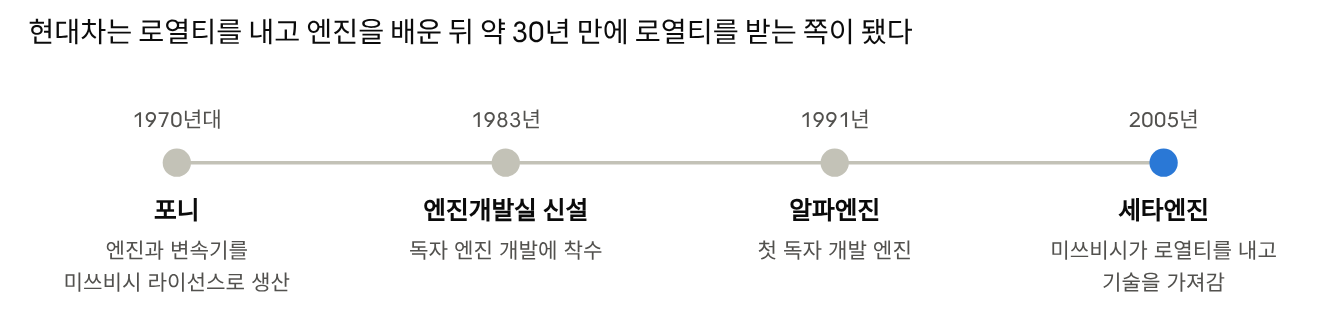 현대차는 로열티를 내고 엔진을 배운 뒤 약 30년 만에 로열티를 받는 쪽이 됐다
1970년대
1983년
1991년
2005년
포니
엔진개발실 신설
알파엔진
세타엔진
엔진과 변속기를
미쓰비시 라이선스로 생산
독자 엔진 개발에 착수
첫 독자 개발 엔진
미쓰비시가 로열티를 내고
기술을 가져감